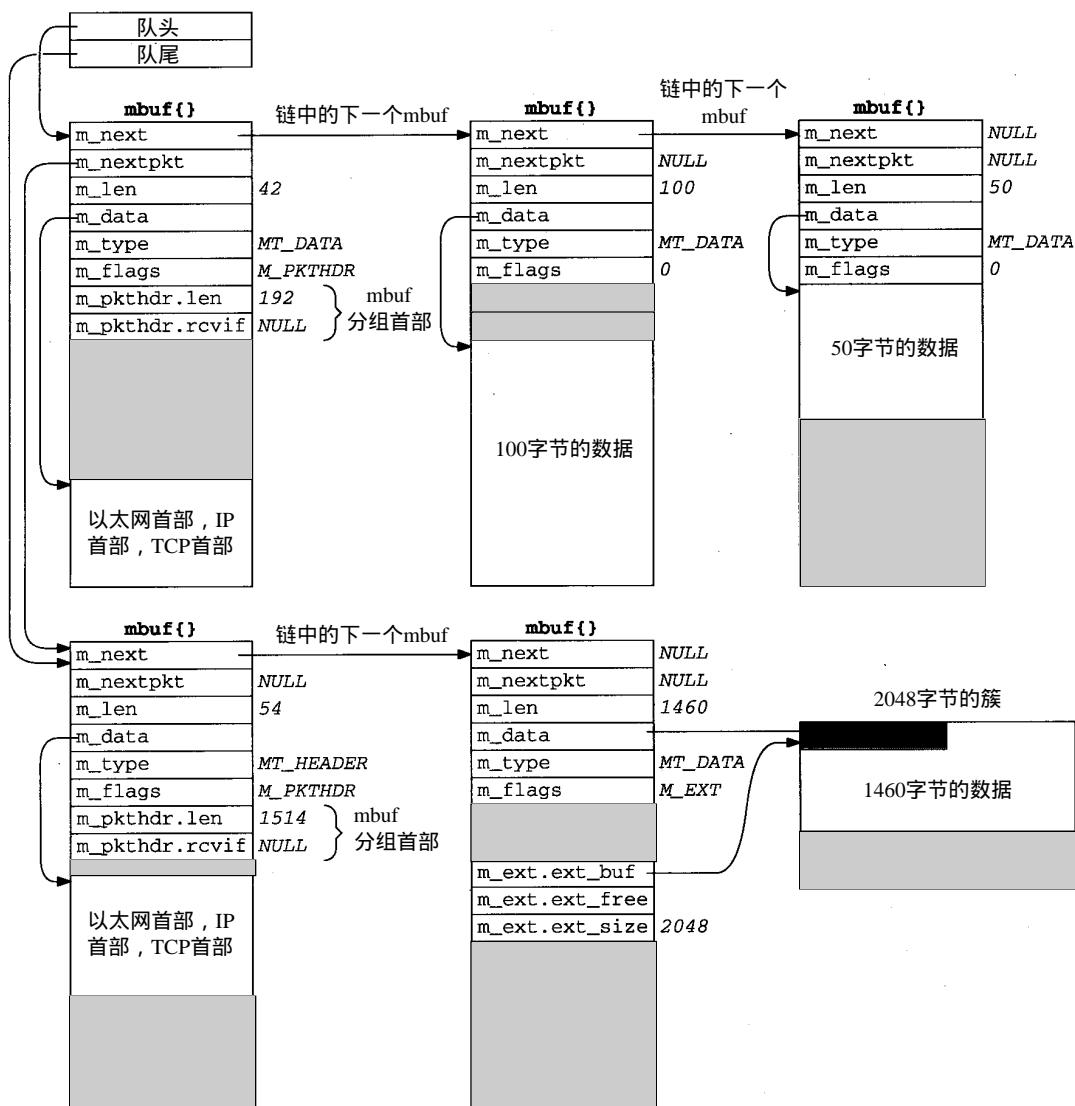 队头
队尾
mbuf{}
m_next
m_nextpkt
m_len 42
m_data
m_type MT_DATA
m_flags M_PKTHDR
m_pkthdr.len 192
m_pkthdr.rcvif NULL
mbuf
分组首部
以太网首部，IP
首部，TCP首部
链中的下一个mbuf
mbuf{}
m_next
m_nextpkt NULL
m_len 100
m_data
m_type MT_DATA
m_flags 0
100字节的数据
链中的下一个
mbuf
mbuf{}
m_next NULL
m_nextpkt NULL
m_len 50
m_data
m_type MT_DATA
m_flags 0
50字节的数据
mbuf{}
m_next
m_nextpkt NULL
m_len 54
m_data
m_type MT_HEADER
m_flags M_PKTHDR
m_pkthdr.len 1514
m_pkthdr.rcvif NULL
mbuf
分组首部
以太网首部，IP
首部，TCP首部
链中的下一个mbuf
mbuf{}
m_next NULL
m_nextpkt NULL
m_len 1460
m_data
m_type MT_DATA
m_flags M_EXT
m_ext.ext_buf
m_ext.ext_free
m_ext.ext_size 2048
2048字节的簇
1460字节的数据